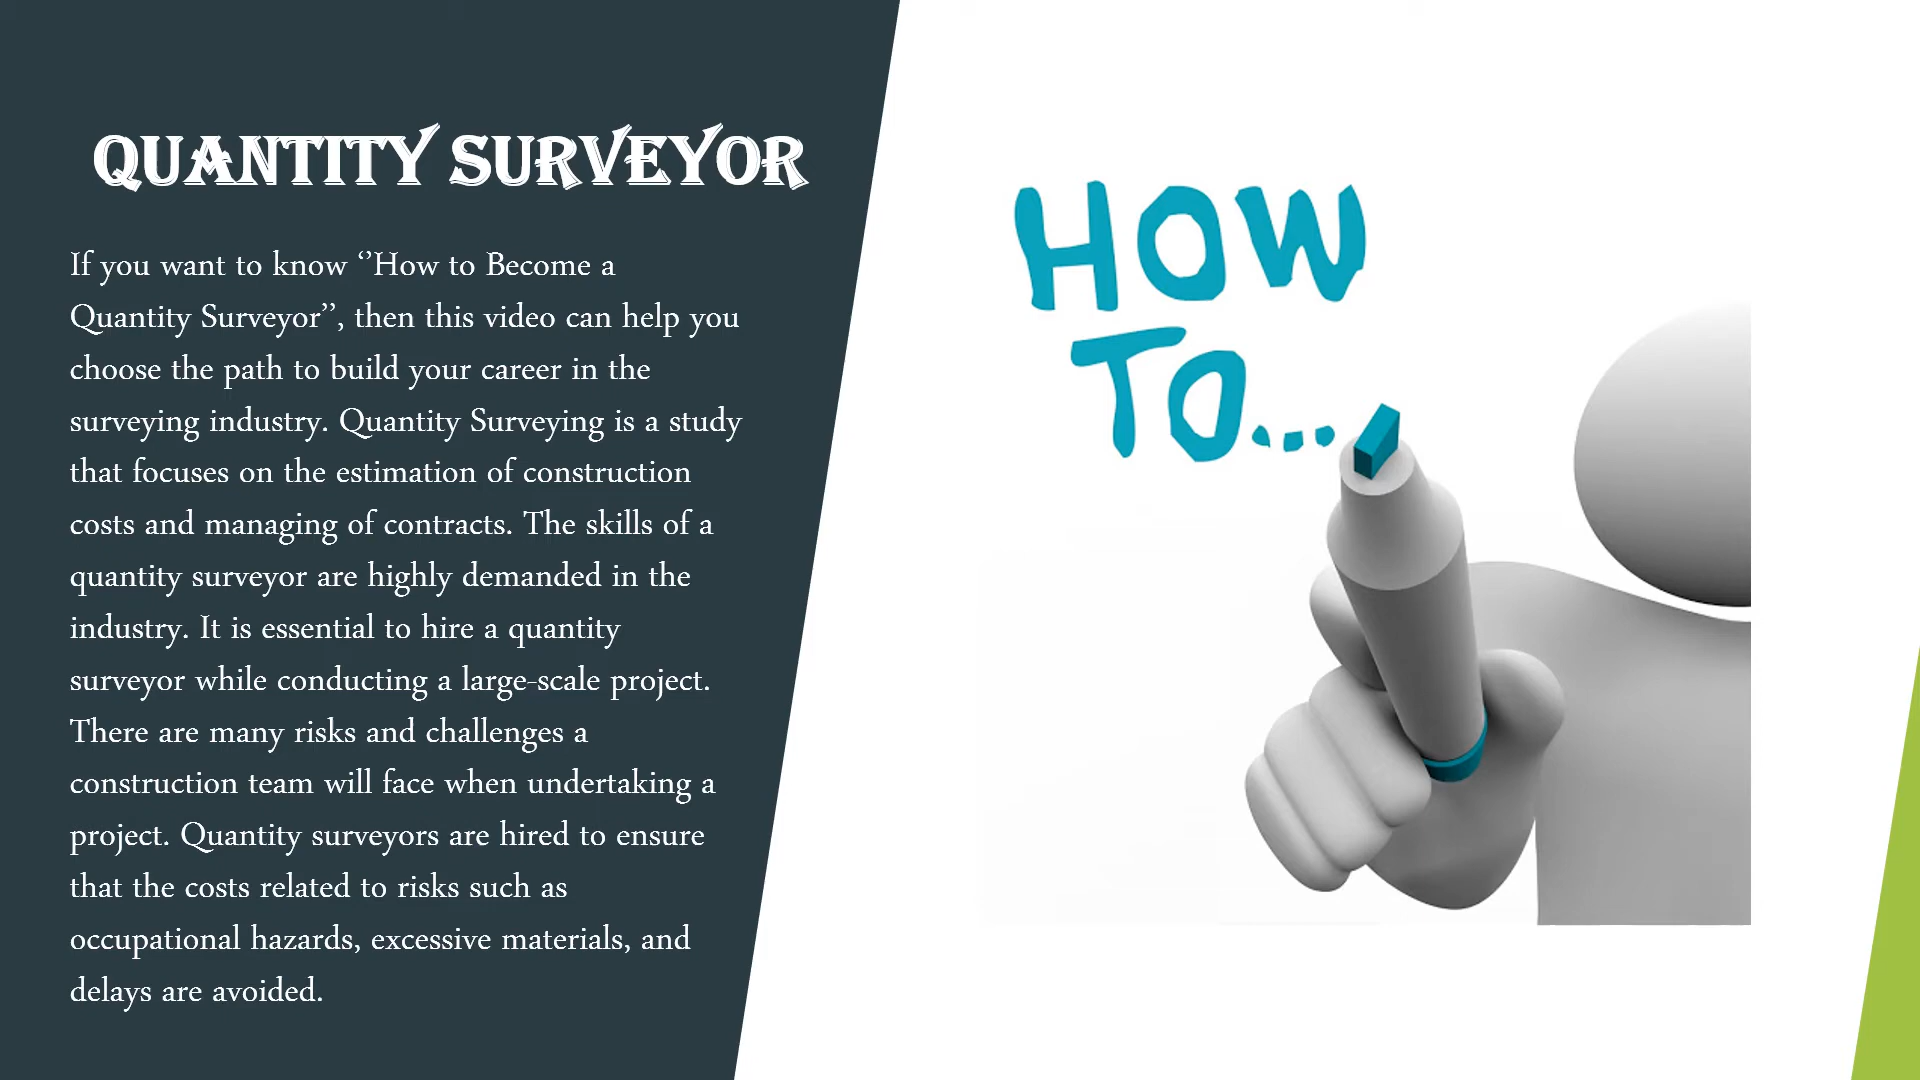 QUANTITY SURVEYOR
If you want to know ‘’How to Become a
Quantity Surveyor’’, then this video can help you
choose the path to build your career in the
surveying industry. Quantity Surveying is a study
that focuses on the estimation of construction
costs and managing of contracts. The skills of a
quantity surveyor are highly demanded in the
industry. It is essential to hire a quantity
surveyor while conducting a large-scale project.
There are many risks and challenges a
construction team will face when undertaking a
project. Quantity surveyors are hired to ensure
that the costs related to risks such as
occupational hazards, excessive materials, and
delays are avoided.
HOW
TO...